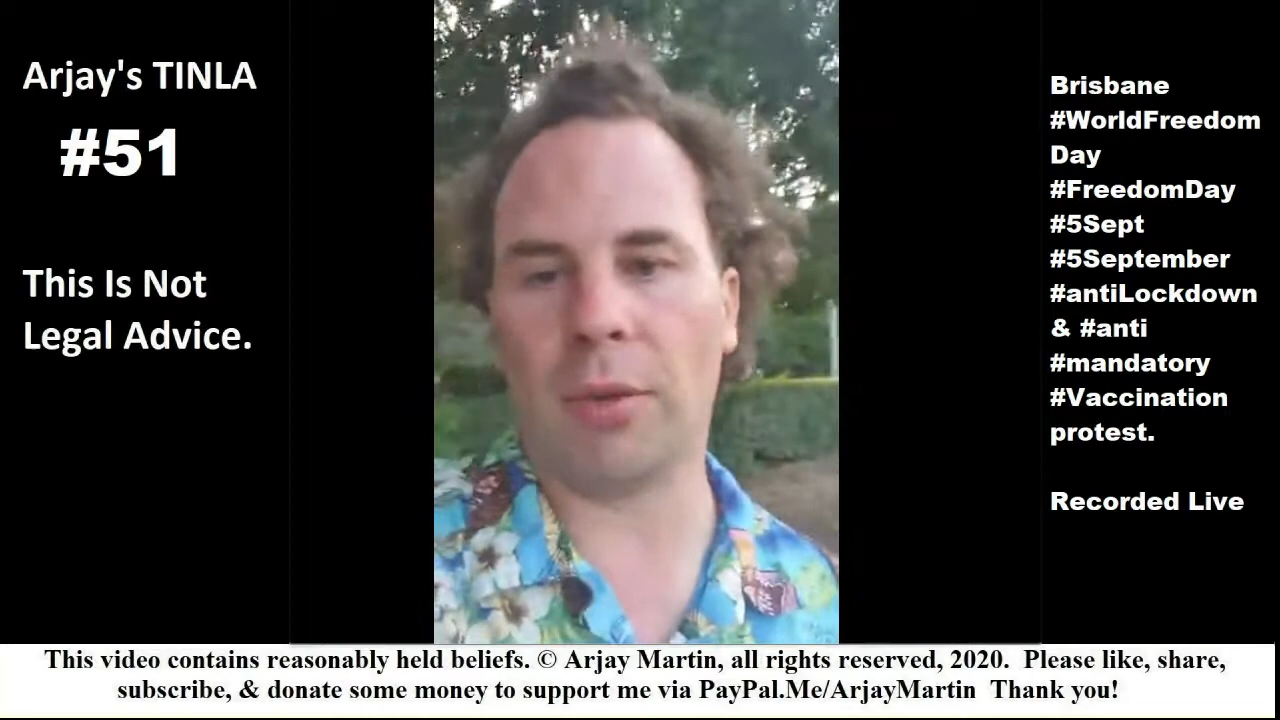 Arjay's TINLA
#51
This Is Not
Legal Advice.
Brisbane
#WorldFreedom
Day
#FreedomDay
#5Sept
#5September
#antiLockdown
& #anti
#mandatory
#Vaccination
protest.
Recorded Live
This video contains reasonably held beliefs. © Arjay Martin, all rights reserved, 2020.  Please like, share,
subscribe, & donate some money to support me via PayPal.Me/ArjayMartin  Thank you!